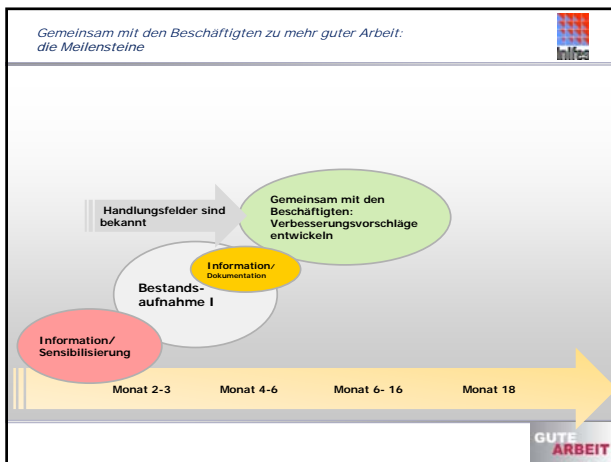 Gemeinsam mit den Beschäftigten zu mehr guter Arbeit:
die Meilensteine
Inifes
Handlungsfelder sind
bekannt
Gemeinsam mit den
Beschäftigten:
Verbesserungsvorschläge
entwickeln
Information/
Dokumentation
Bestands-
aufnahme I
Information/
Sensibilisierung
Monat 2-3
Monat 4-6
Monat 6- 16
Monat 18
GUTE
ARBEIT